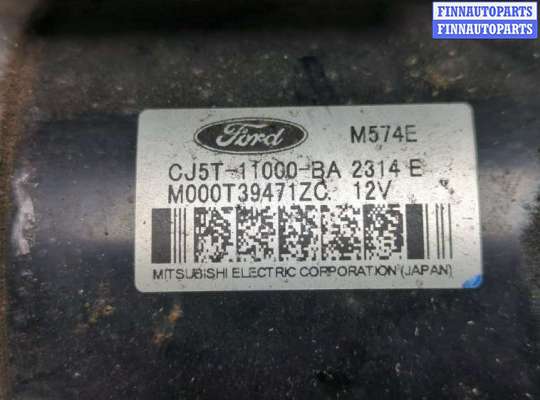 FINNAUTOPARTS
FINNAUTOPARTS
Ford M574E
CJ5T-11000-BA 2314 E
M000T39471ZC 12V
MITSUBISHI ELECTRIC CORPORATION (JAPAN)